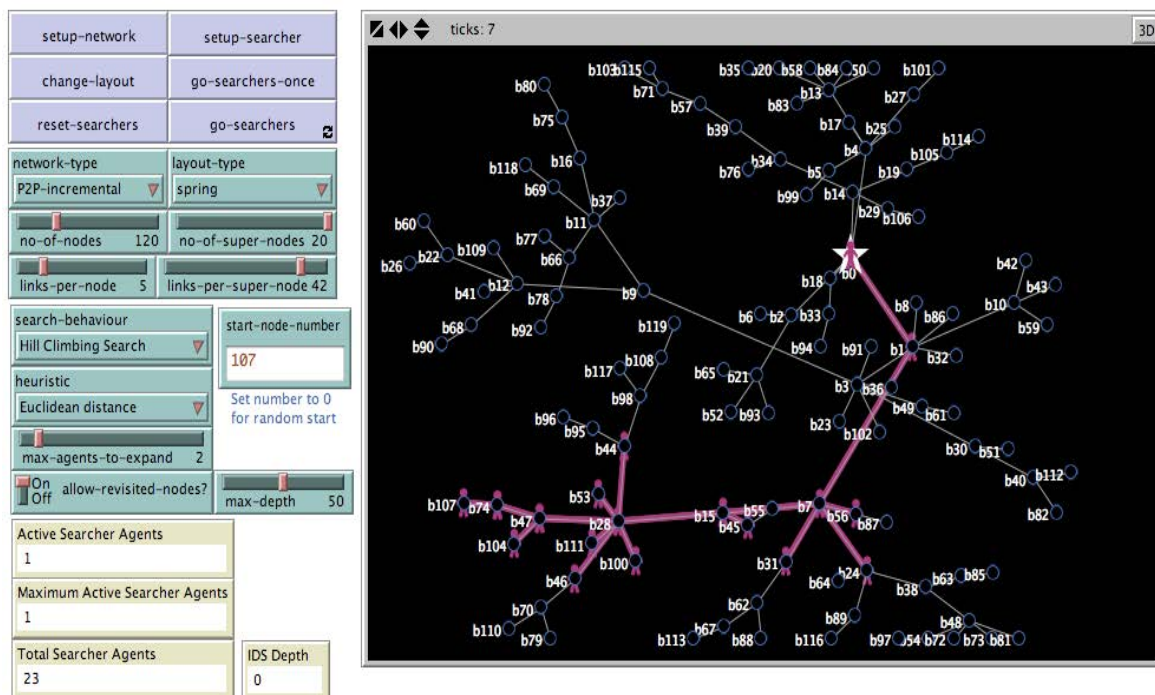 setup-network setup-searcher
change-layout go-searchers-once
reset-searchers go-searchers
network-type layout-type
P2P-incremental spring
no-of-nodes 120 no-of-super-nodes 20
links-per-node 5 links-per-super-node 42
search-behaviour
Hill Climbing Search
heuristic
Euclidean distance
max-agents-to-expand 2
On
Off allow-revisited-nodes?
start-node-number
107
Set number to 0
for random start
max-depth 50
Active Searcher Agents
1
Maximum Active Searcher Agents
1
Total Searcher Agents
23
IDS Depth
0
ticks: 7
3D
b103 b115 b35 b20 b58 b84 b50 b101
b80 b71 b13 b27
b57 b83
b75 b39 b17 b25 b114
b118 b16 b34 b4 b105
b76 b5 b19
b69 b37 b99 b14
b60 b11 b29 b106
b77
b22 b109 b66 b42
b26 b18 b0
b12 b9 b43
b41 b78 b8 b10
b6 b2 b33 b86
b68 b92 b119 b59
b90 b94 b91 b1 b32
b108
b117 b65 b21 b3 b36
b98 b49 b61
b96 b52 b93 b23
b95 b102
b44 b30 b51
b40 b112
b107 b74 b53
b47 b28 b15 b55 b7 b56 b82
b45 b87
b104 b111
b100 b31
b46 b64 b24 b63 b85
b38
b70 b62 b89 b48
b110 b79 b67
b113 b88 b116 b97 b54 b72 b73 b81